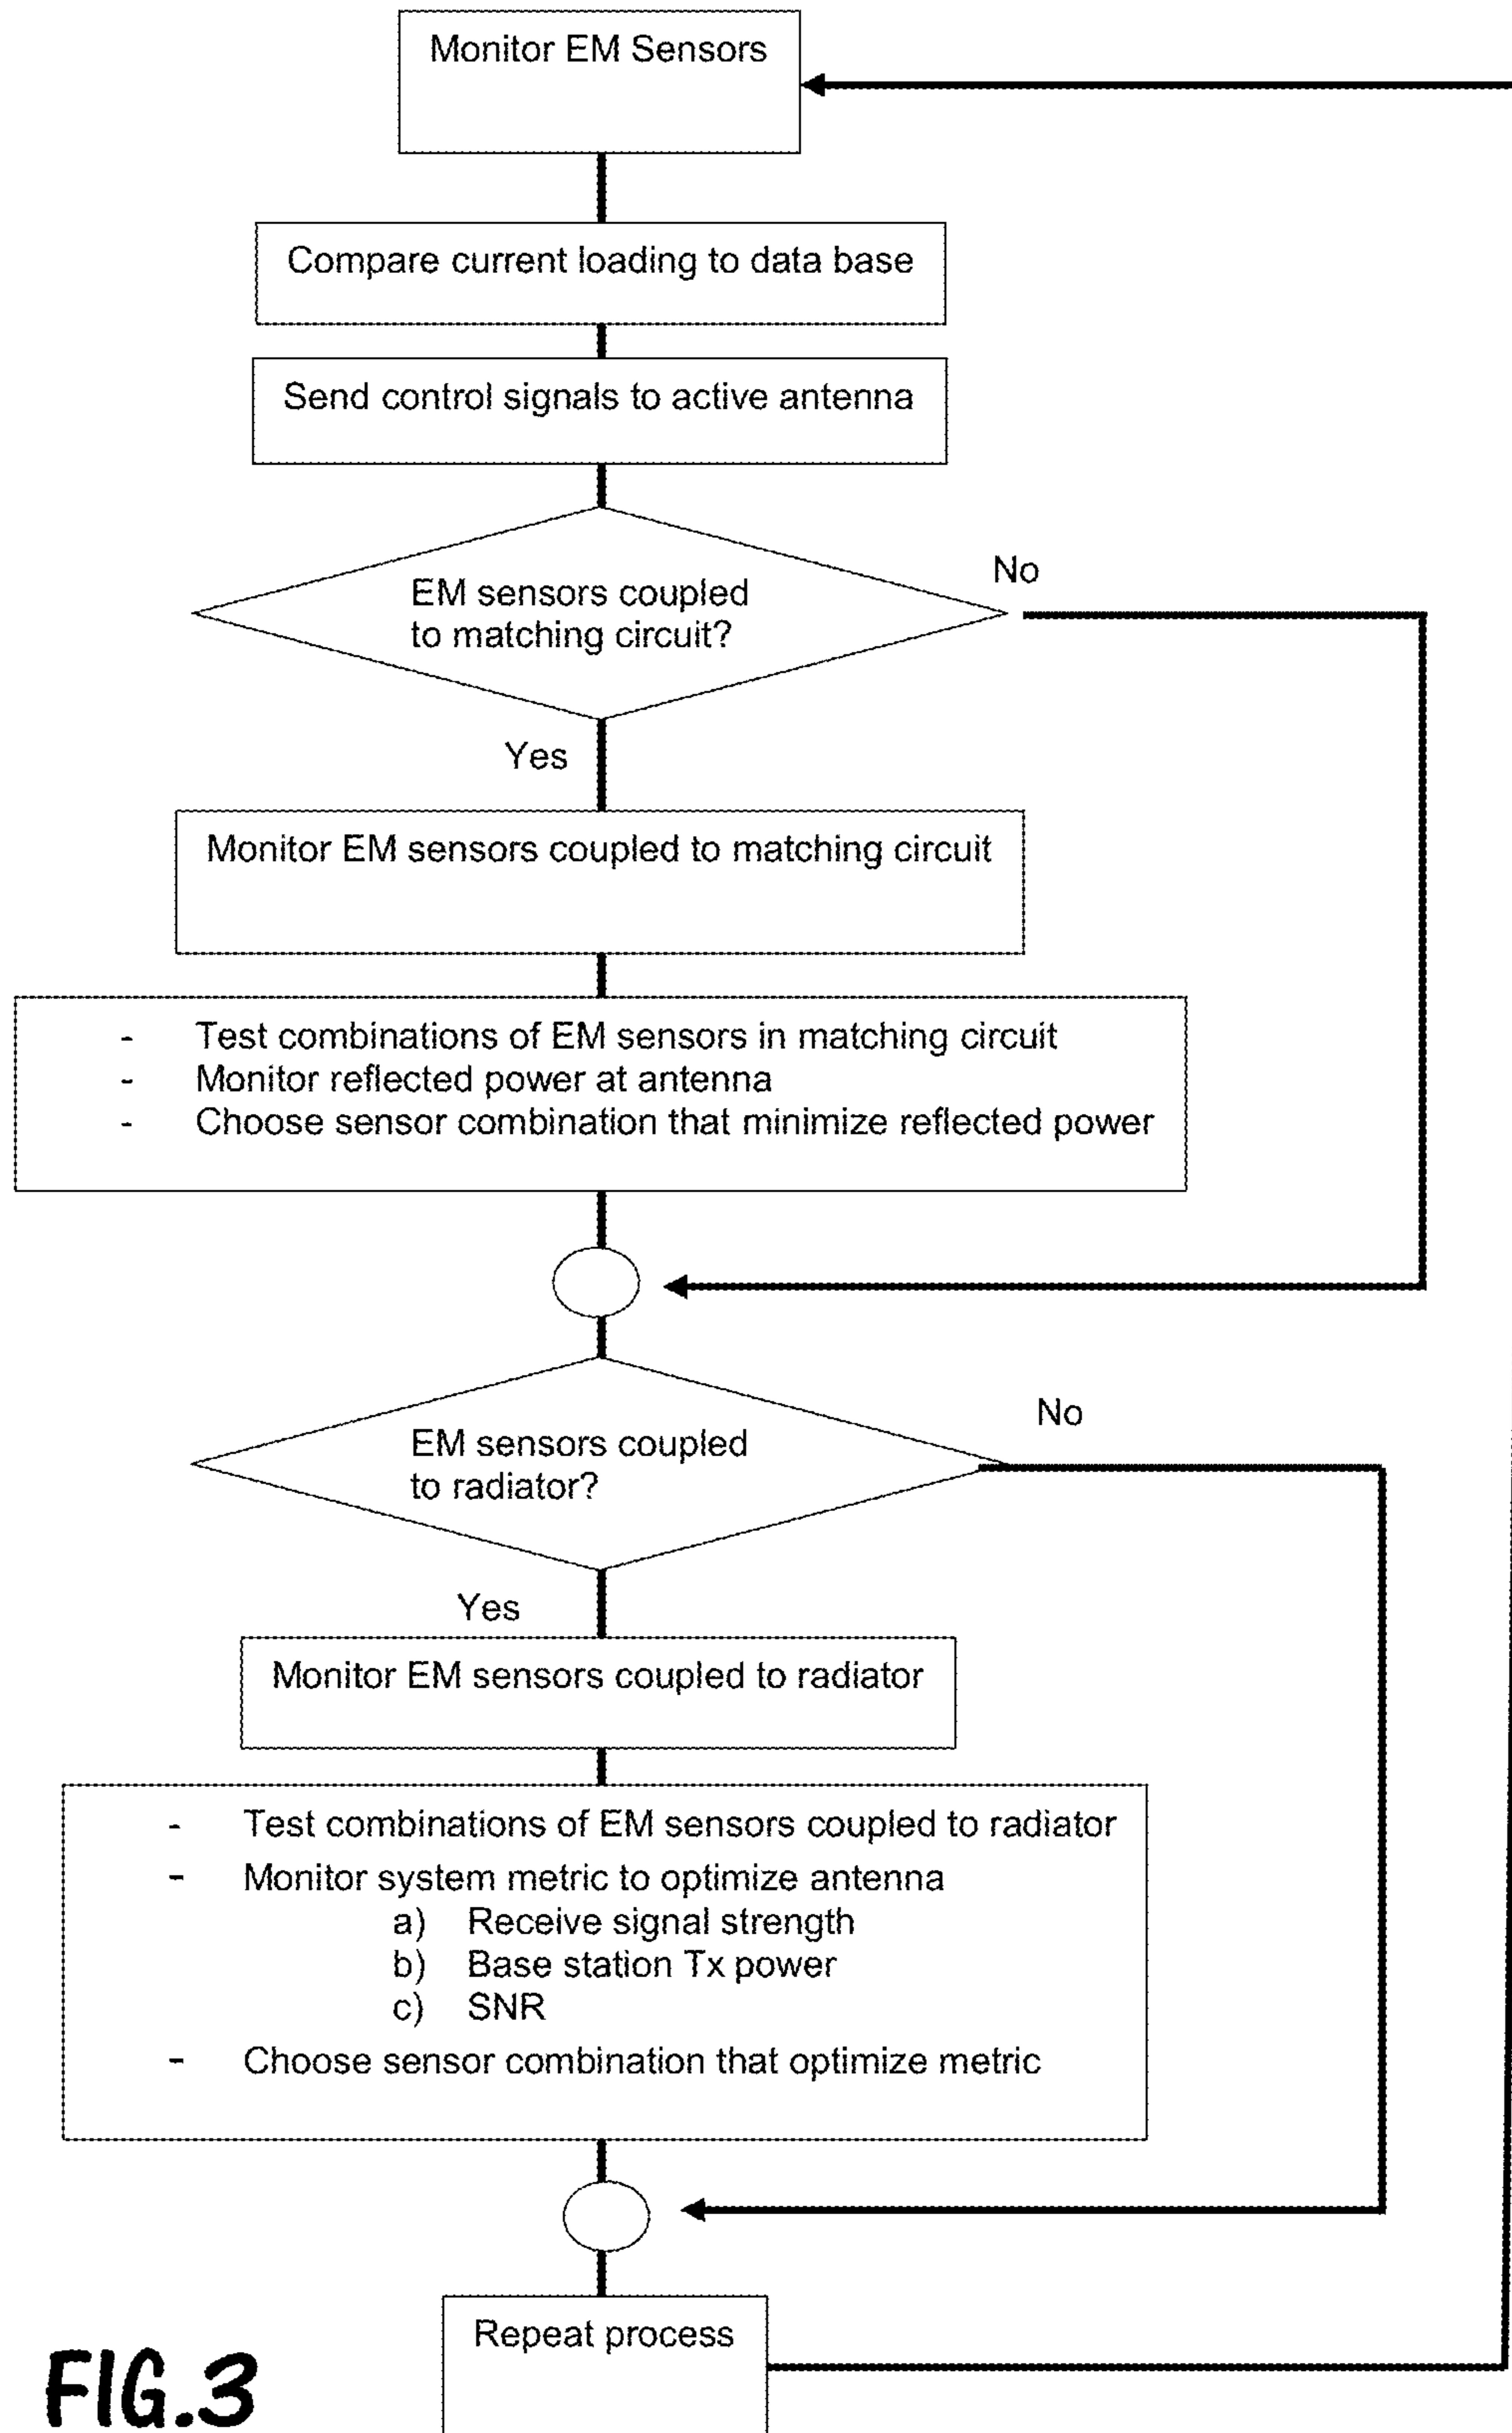 Monitor EM Sensors
Compare current loading to data base
Send control signals to active antenna
No
EM sensors coupled
to matching circuit?
Yes
Monitor EM sensors coupled to matching circuit
- Test combinations of EM sensors in matching circuit
- Monitor reflected power at antenna
- Choose sensor combination that minimize reflected power
No
EM sensors coupled
to radiator?
Yes
Monitor EM sensors coupled to radiator
- Test combinations of EM sensors coupled to radiator
- Monitor system metric to optimize antenna
a) Receive signal strength
b) Base station Tx power
c) SNR
- Choose sensor combination that optimize metric
Repeat process
FIG.3